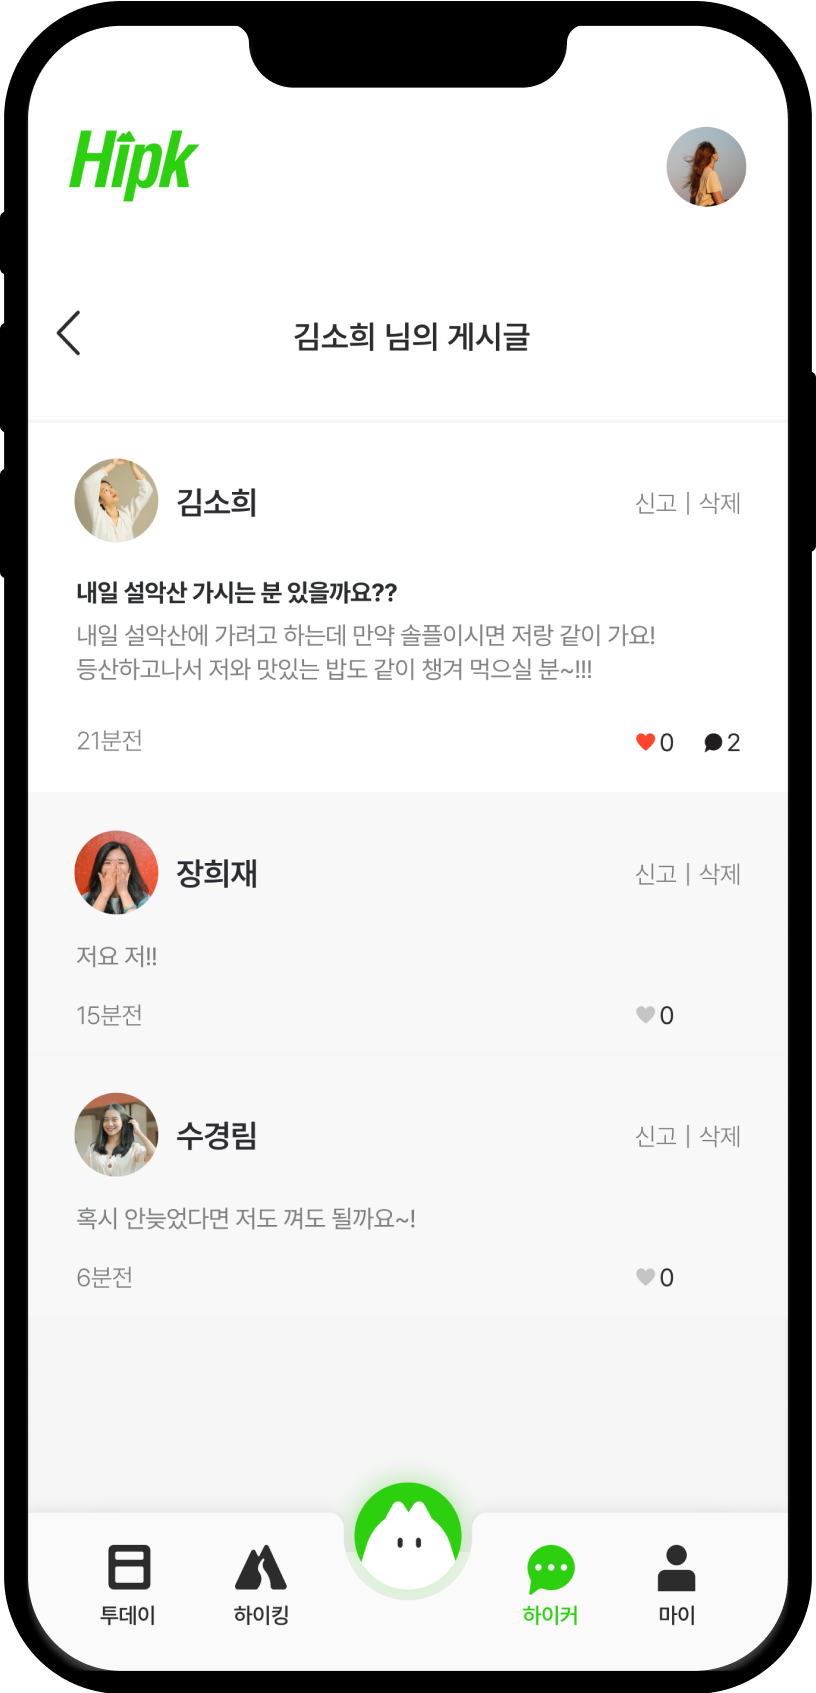 Hipk
김소희 님의 게시글
김소희
신고 | 삭제
내일 설악산 가시는 분 있을까요??
내일 설악산에 가려고 하는데 만약 솔플이시면 저랑 같이 가요!
등산하고나서 저와 맛있는 밥도 같이 챙겨 먹으실 분~!!!
21분전
0
2
장희재
신고 | 삭제
저요 저!!
15분전
0
수경림
신고 | 삭제
혹시 안늦었다면 저도 껴도 될까요~!
6분전
0
투데이
하이킹
하이커
마이